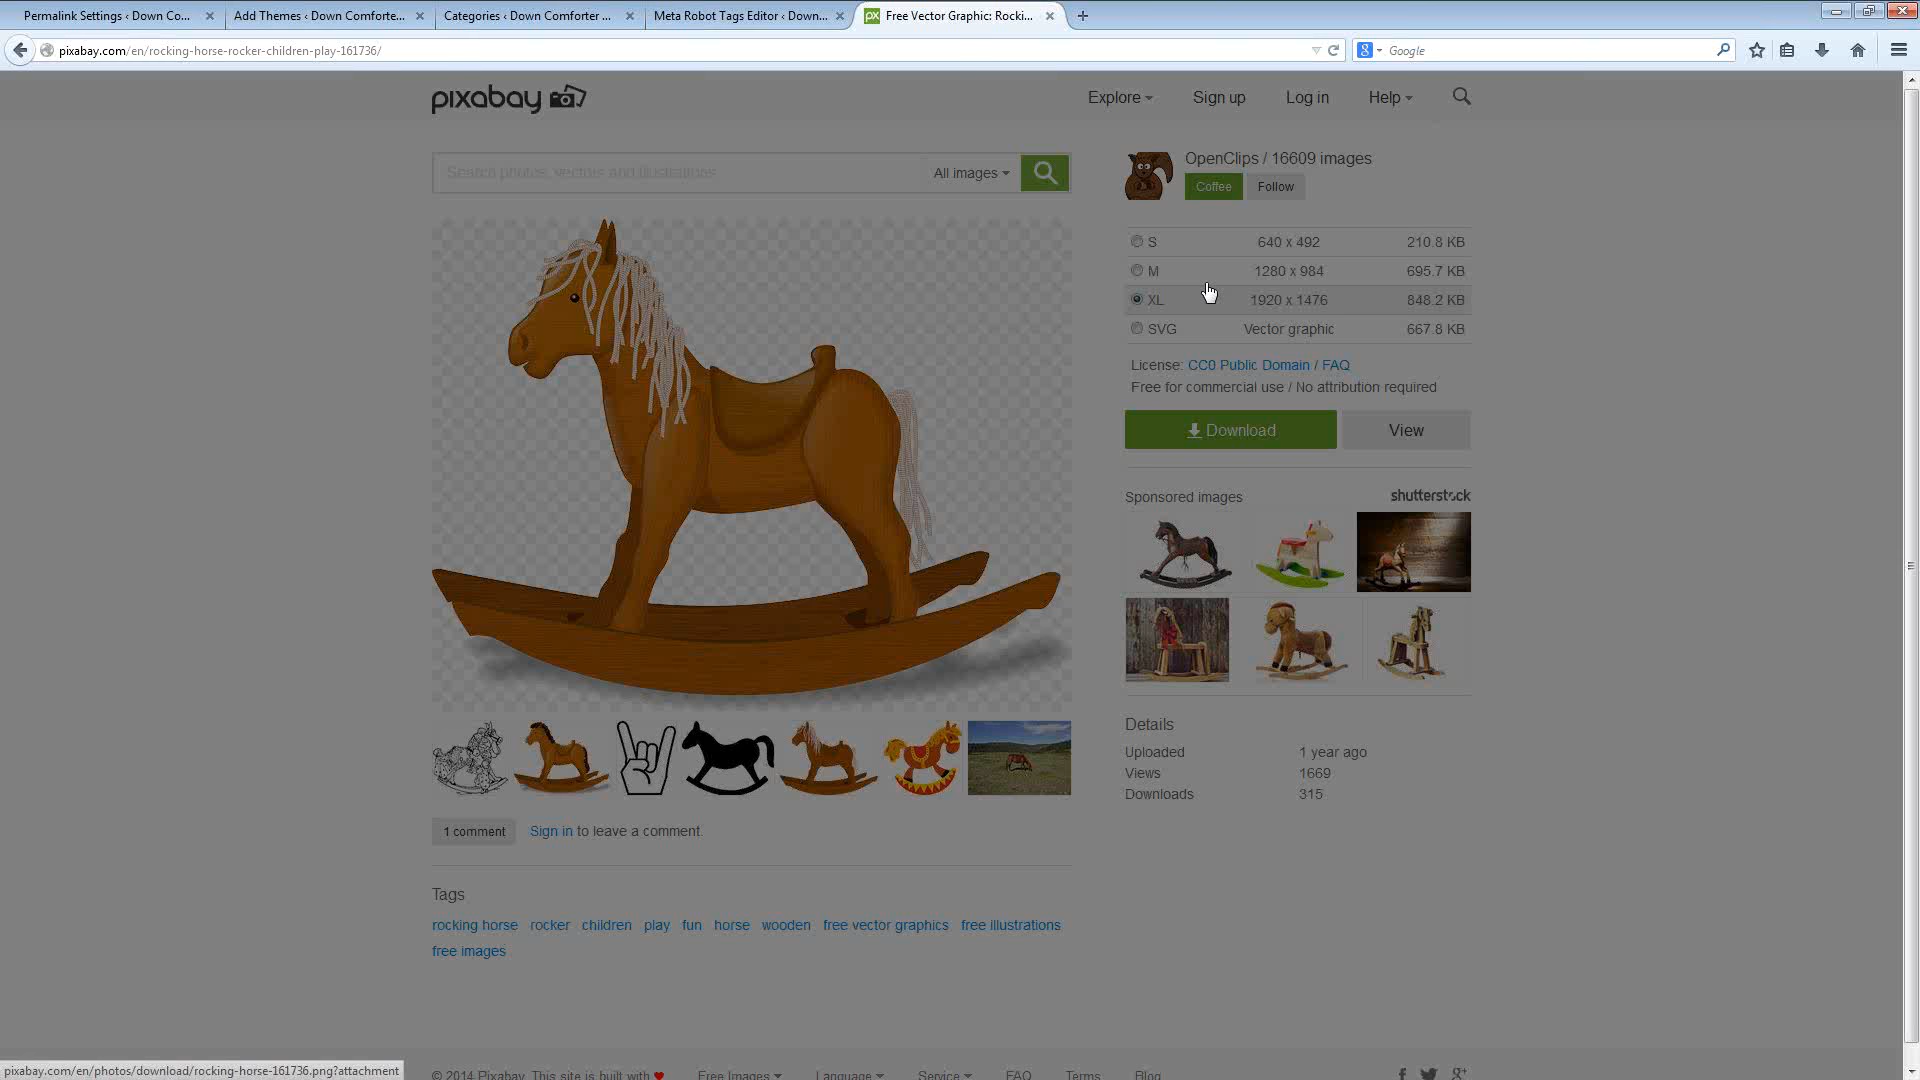 Permalink Settings ‹ Down Co...
Add Themes ‹ Down Comforte...
Categories ‹ Down Comforter ...
Meta Robot Tags Editor ‹ Down...
px Free Vector Graphic: Rocki...
pixabay.com/en/rocking-horse-rocker-children-play-161736/
8 Google
pixabay
Explore
Sign up
Log in
Help
Search photos, vectors and illustrations
All images
OpenClips / 16609 images
Coffee
Follow
S 640 x 492 210.8 KB
M 1280 x 984 695.7 KB
XL 1920 x 1476 848.2 KB
SVG Vector graphic 667.8 KB
License: CC0 Public Domain / FAQ
Free for commercial use / No attribution required
Download
View
Sponsored images
shutterstock
Details
Uploaded 1 year ago
Views 1669
Downloads 315
1 comment
Sign in to leave a comment.
Tags
rocking horse rocker children play fun horse wooden free vector graphics free illustrations
free images
© 2014 Pixabay. This site is built with
Free Images
Language
Service
FAQ
Terms
Blog
pixabay.com/en/photos/download/rocking-horse-161736.png?attachment